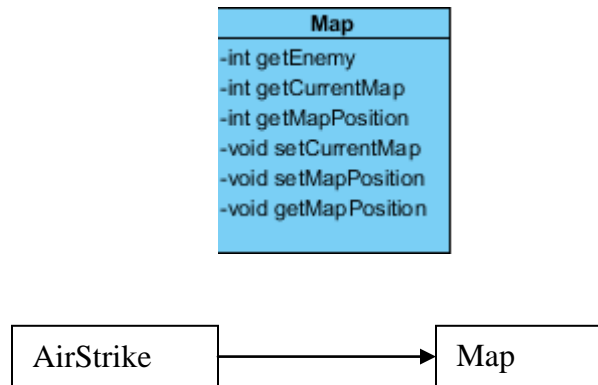 Map
-int getEnemy
-int getCurrentMap
-int getMapPosition
-void setCurrentMap
-void setMapPosition
-void getMapPosition
AirStrike Map